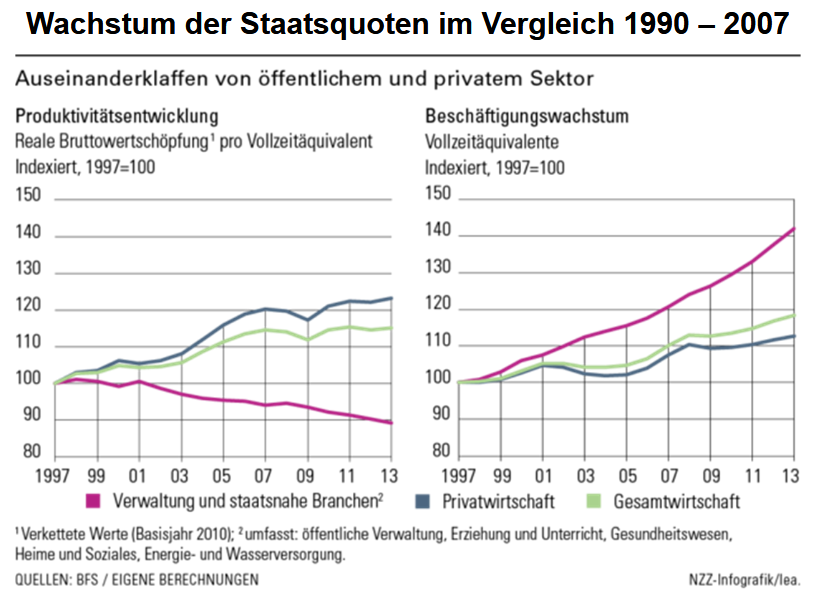 Wachstum der Staatsquoten im Vergleich 1990 – 2007
Auseinanderklaffen von öffentlichem und privatem Sektor
Produktivitätsentwicklung
Reale Bruttowertschöpfung¹ pro Vollzeitäquivalent
Indexiert, 1997=100
150
140
130
120
110
100
90
80
1997 99 01 03 05 07 09 11 13
Beschäftigungswachstum
Vollzeitäquivalente
Indexiert, 1997=100
150
140
130
120
110
100
90
80
1997 99 01 03 05 07 09 11 13
Verwaltung und staatsnahe Branchen² Privatwirtschaft Gesamtwirtschaft
¹Verkettete Werte (Basisjahr 2010); ²umfasst: öffentliche Verwaltung, Erziehung und Unterricht, Gesundheitswesen,
Heime und Soziales, Energie- und Wasserversorgung.
QUELLEN: BFS / EIGENE BERECHNUNGEN NZZ-Infografik/lea.